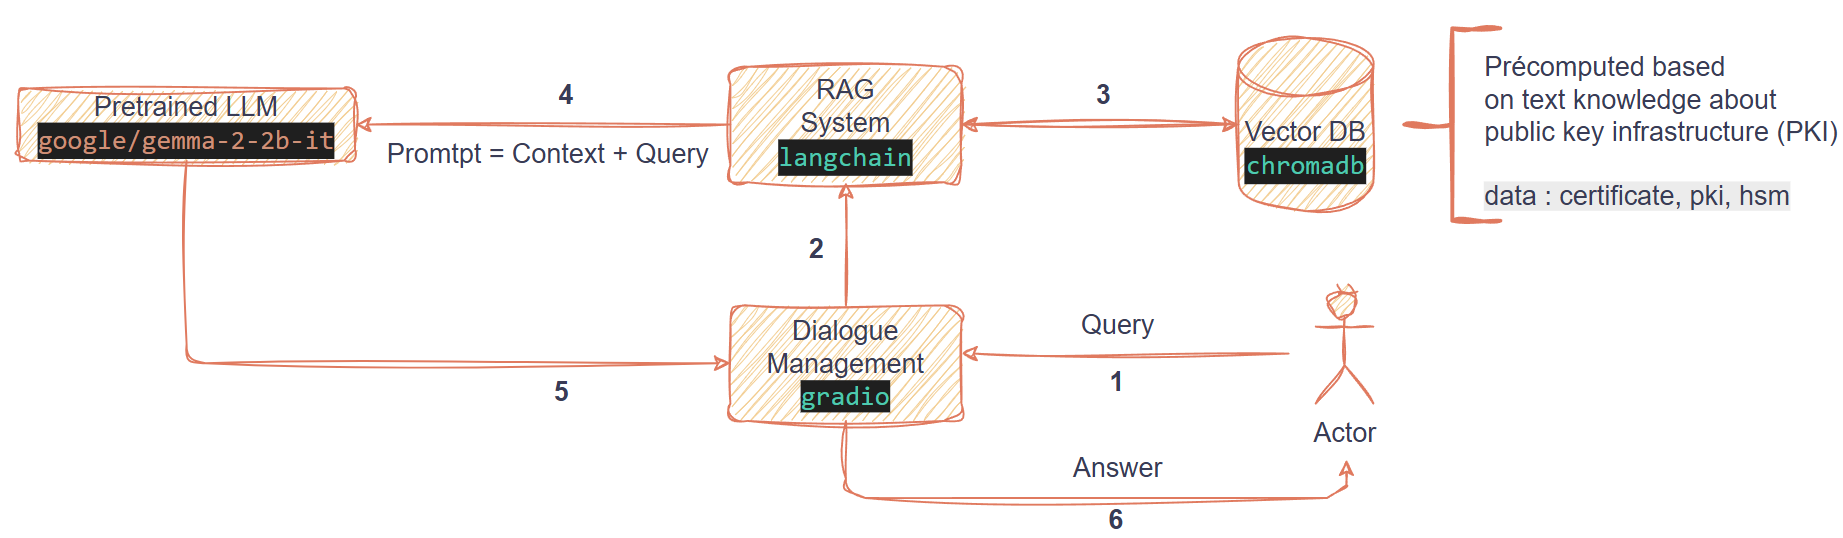 Pretrained LLM
google/gemma-2-2b-it
4
Promtpt = Context + Query
RAG
System
langchain
3
Vector DB
chromadb
Précomputed based
on text knowledge about
public key infrastructure (PKI)
data : certificate, pki, hsm
2
Dialogue
Management
gradio
Query
1
Actor
5
Answer
6